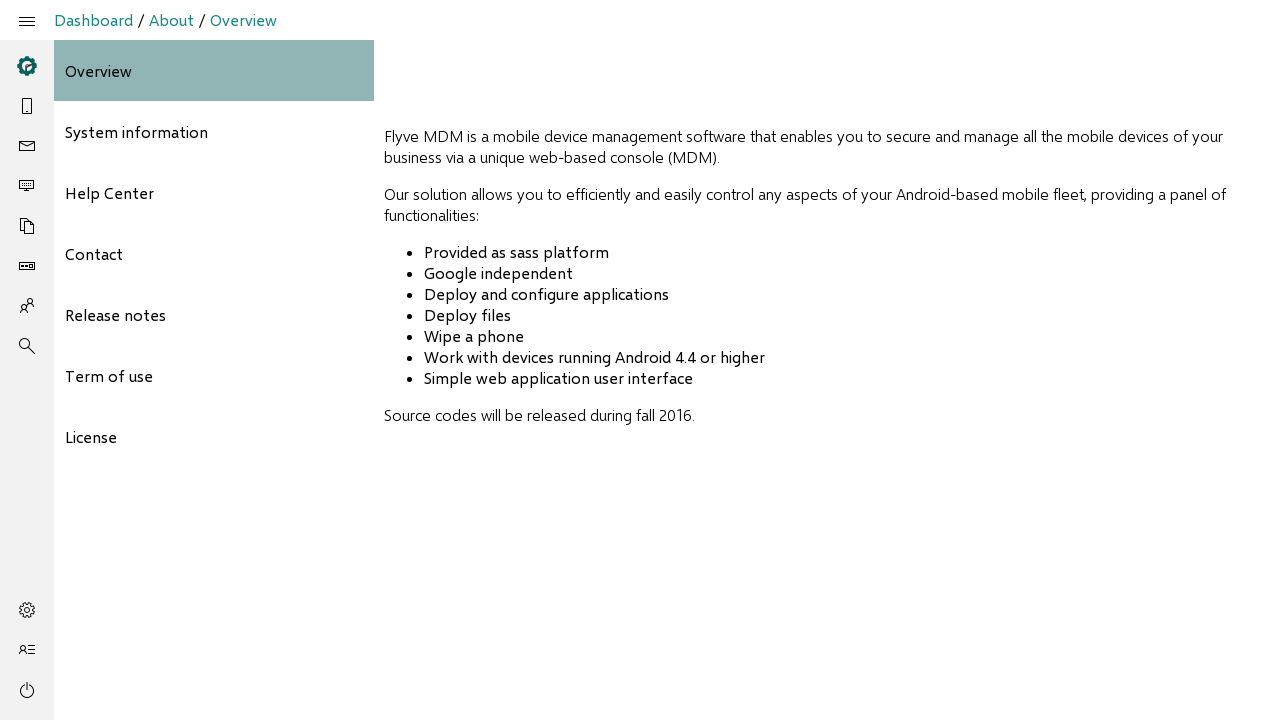 Dashboard / About / Overview
Overview
System information
Help Center
Contact
Release notes
Term of use
License
Flyve MDM is a mobile device management software that enables you to secure and manage all the mobile devices of your
business via a unique web-based console (MDM).
Our solution allows you to efficiently and easily control any aspects of your Android-based mobile fleet, providing a panel of
functionalities:
• Provided as sass platform
• Google independent
• Deploy and configure applications
• Deploy files
• Wipe a phone
• Work with devices running Android 4.4 or higher
• Simple web application user interface
Source codes will be released during fall 2016.